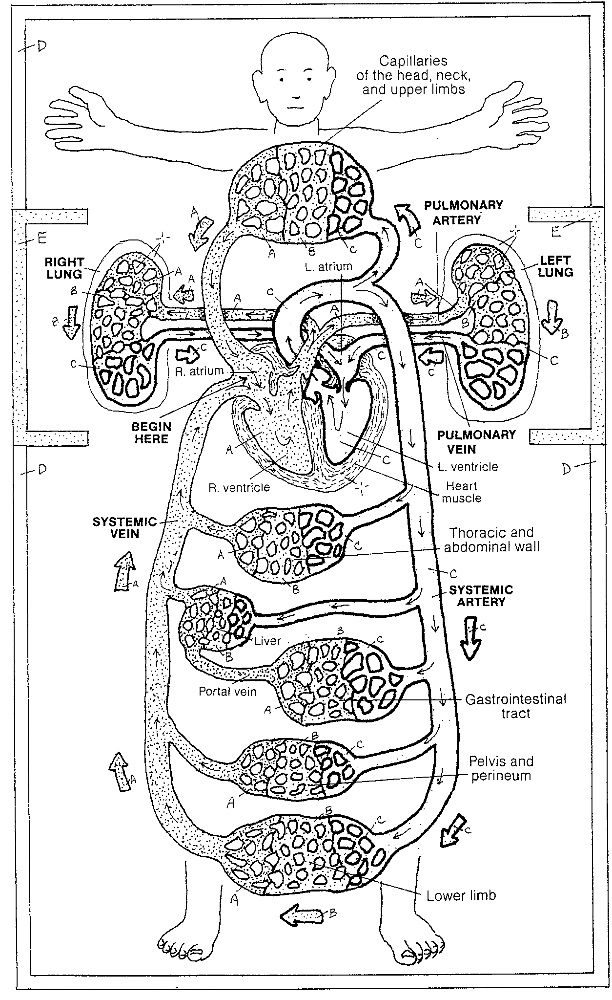 D
Capillaries
of the head, neck,
and upper limbs
A
PULMONARY
ARTERY
C
E
E
A
B
C
L. atrium
RIGHT
LUNG
A
LEFT
LUNG
B
A
A
C
A
A
B
B
C
C
C
C
C
R. atrium
C
BEGIN
HERE
A
PULMONARY
VEIN
C
L. ventricle
D
D
R. ventricle
Heart
muscle
SYSTEMIC
VEIN
Thoracic and
abdominal wall
C
A
B
C
A
A
SYSTEMIC
ARTERY
C
Liver
B
B
C
Portal vein
A
Gastrointestinal
tract
B
C
Pelvis and
perineum
A
A
B
C
C
A
Lower limb
B